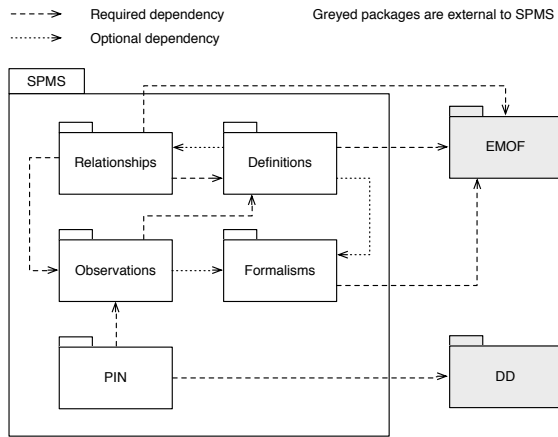 Required dependency
Greyed packages are external to SPMS
Optional dependency
SPMS
Relationships
Definitions
EMOF
Observations
Formalisms
PIN
DD